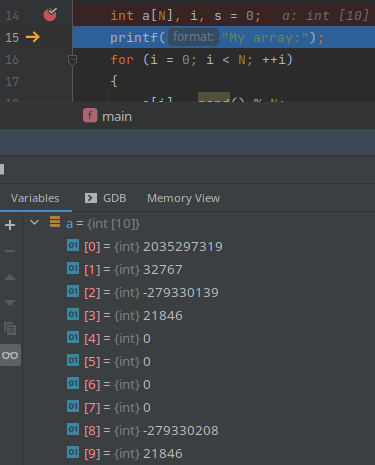 14 int a[N], i, s = 0; a: int [10]
15 printf( format: "My array:");
16 for (i = 0; i < N; ++i)
17 {
main
Variables GDB Memory View
a = {int [10]}
[0] = {int} 2035297319
[1] = {int} 32767
[2] = {int} -279330139
[3] = {int} 21846
[4] = {int} 0
[5] = {int} 0
[6] = {int} 0
[7] = {int} 0
[8] = {int} -279330208
[9] = {int} 21846